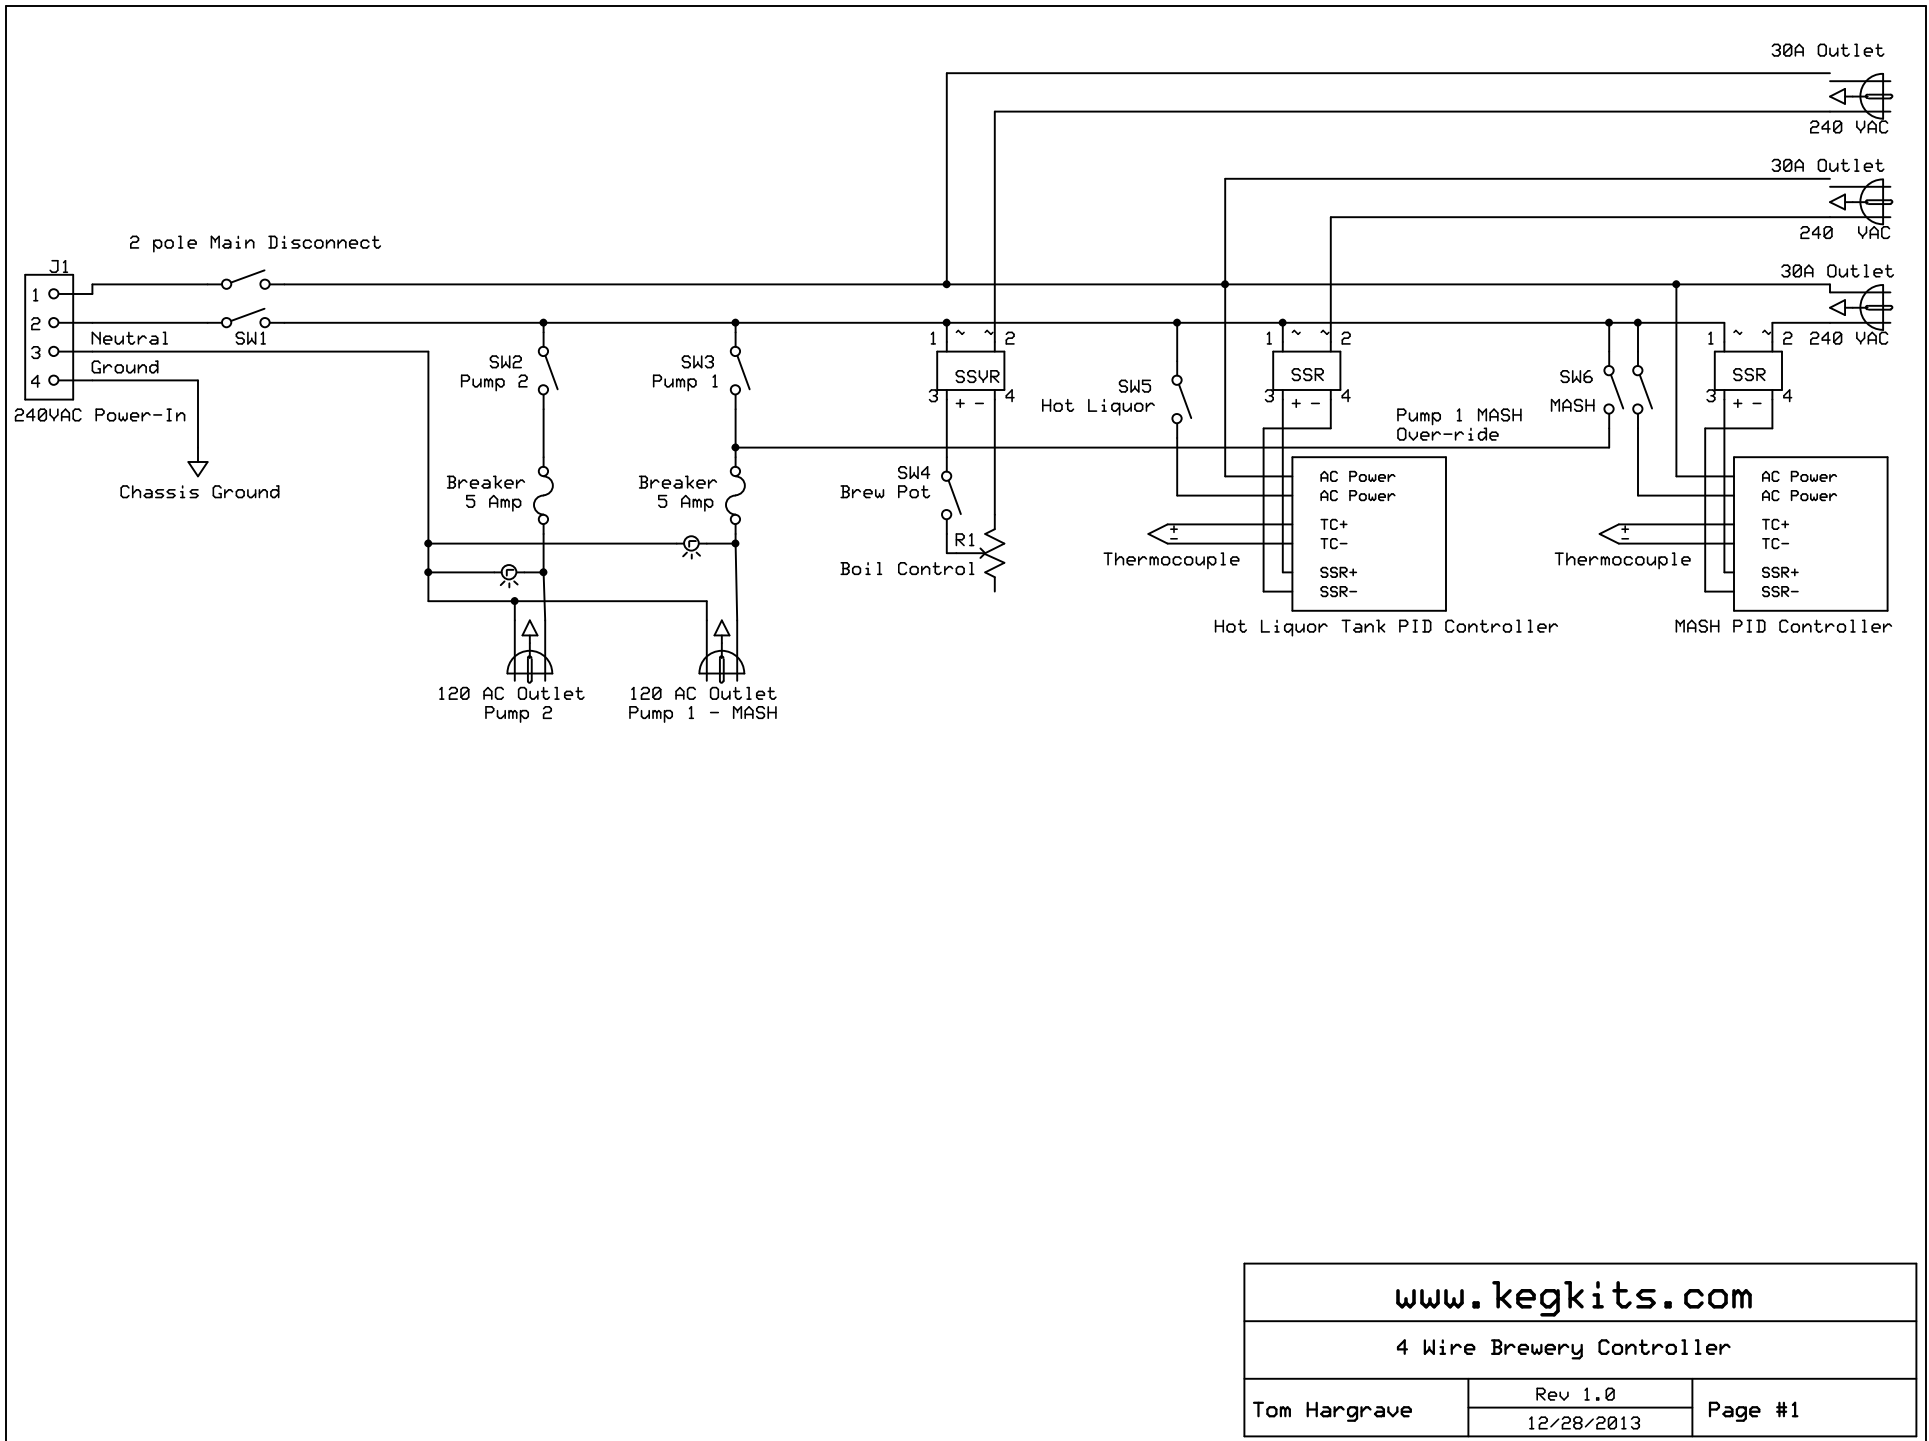 30A Outlet
240 VAC
30A Outlet
240 VAC
30A Outlet
240 VAC
2 pole Main Disconnect
J1
1
2
3
4
SW1
Neutral
Ground
240VAC Power-In
Chassis Ground
SW2
Pump 2
Breaker
5 Amp
120 AC Outlet
Pump 2
SW3
Pump 1
Breaker
5 Amp
120 AC Outlet
Pump 1 - MASH
1 ~ ~ 2
SSVR
3 + - 4
SW4
Brew Pot
R1
Boil Control
SW5
Hot Liquor
1 ~ ~ 2
SSR
3 + - 4
Thermocouple
+
-
AC Power
AC Power
TC+
TC-
SSR+
SSR-
Hot Liquor Tank PID Controller
Pump 1 MASH
Over-ride
SW6
MASH
1 ~ ~ 2
SSR
3 + - 4
Thermocouple
+
-
AC Power
AC Power
TC+
TC-
SSR+
SSR-
MASH PID Controller
www.kegkits.com
4 Wire Brewery Controller
Tom Hargrave
Rev 1.0
12/28/2013
Page #1